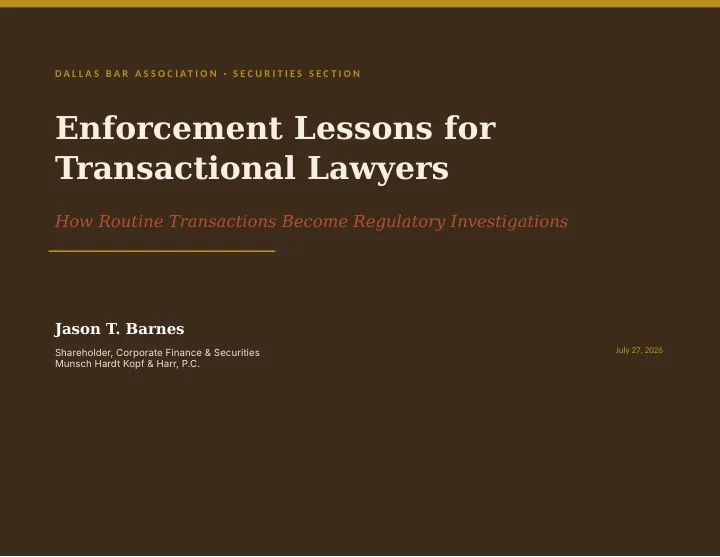 DALLAS BAR ASSOCIATION · SECURITIES SECTION
Enforcement Lessons for
Transactional Lawyers
How Routine Transactions Become Regulatory Investigations
Jason T. Barnes
Shareholder, Corporate Finance & Securities
Munsch Hardt Kopf & Harr, P.C.
July 27, 2026